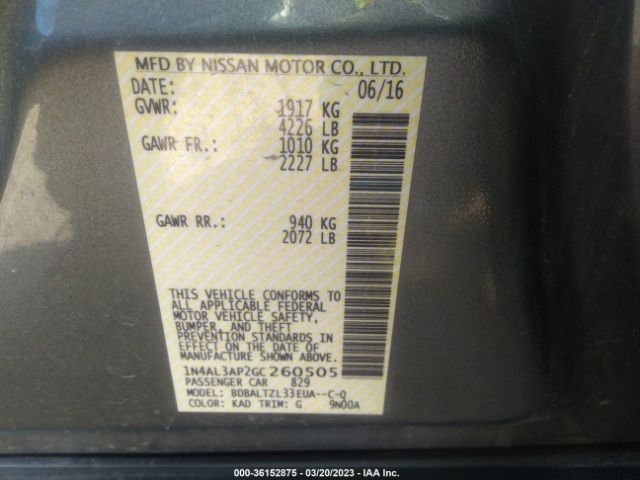 MFD BY NISSAN MOTOR CO., LTD.
DATE: 06/16
GVWR: 1917 KG
4226 LB
GAWR FR.: 1010 KG
2227 LB
GAWR RR.: 940 KG
2072 LB
THIS VEHICLE CONFORMS TO
ALL APPLICABLE FEDERAL
MOTOR VEHICLE SAFETY,
BUMPER, AND THEFT
PREVENTION STANDARDS IN
EFFECT ON THE DATE OF
MANUFACTURE SHOWN ABOVE.
1N4AL3AP2GC260505
PASSENGER CAR 829
MODEL: BDBALTZL33EUA--C-Q
COLOR: KAD TRIM: G 9N00A
000-36152875 - 03/20/2023 - IAA Inc.